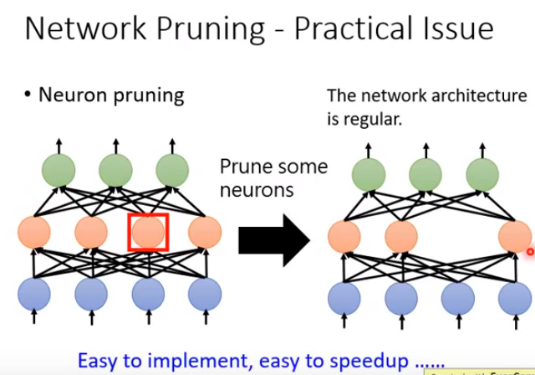 Network Pruning - Practical Issue
• Neuron pruning
The network architecture
is regular.
Prune some
neurons
Easy to implement, easy to speedup ......